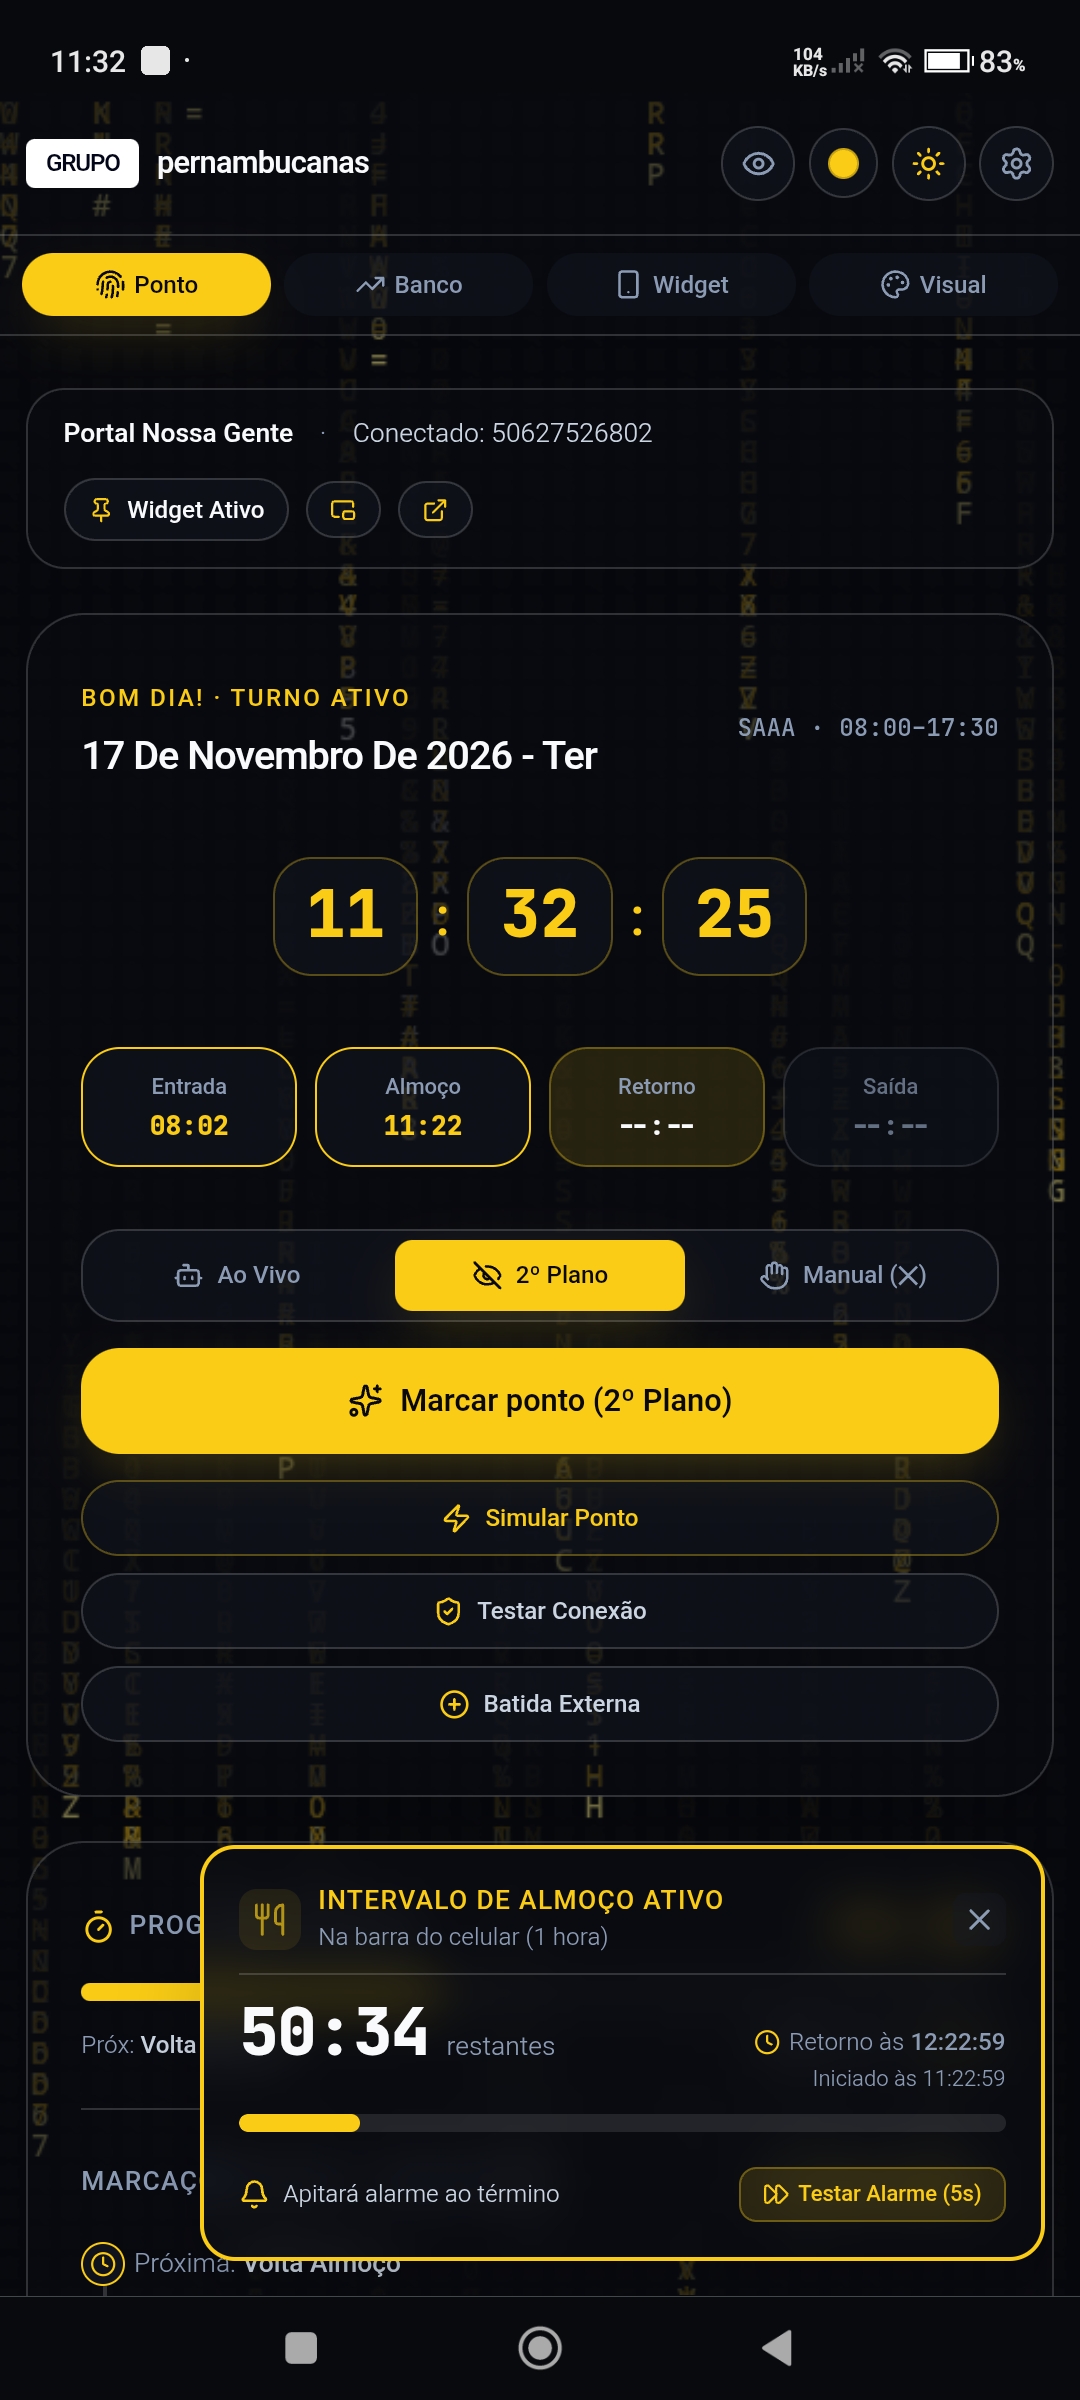 11:32
104 KB/s
83%
GRUPO pernambucanas
Ponto Banco Widget Visual
Portal Nossa Gente · Conectado: 50627526802
Widget Ativo
BOM DIA! · TURNO ATIVO
SAAA · 08:00-17:30
17 De Novembro De 2026 - Ter
11 : 32 : 25
Entrada Almoço Retorno Saída
08:02 11:22 --:-- --:--
Ao Vivo 2º Plano Manual (X)
Marcar ponto (2º Plano)
Simular Ponto
Testar Conexão
Batida Externa
PROG
Próx: Volta
MARCAÇ
INTERVALO DE ALMOÇO ATIVO
Na barra do celular (1 hora)
50:34 restantes
Retorno às 12:22:59
Iniciado às 11:22:59
Apitará alarme ao término
Testar Alarme (5s)
Próxima: Volta Almoço